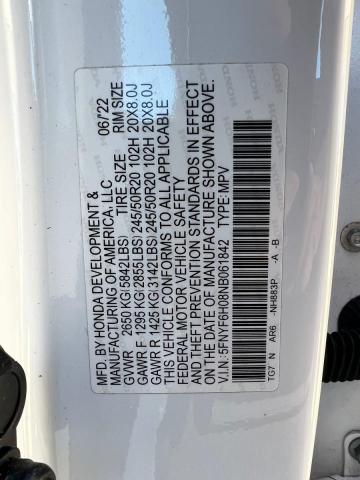 MFD. BY HONDA DEVELOPMENT & 06/22
MANUFACTURING OF AMERICA, LLC
TIRE SIZE RIM SIZE
GVWR 2650 KG(5842LBS)
GAWR F 1295 KG(2855LBS) 245/50R20 102H 20X8.0J
GAWR R 1425 KG(3142LBS) 245/50R20 102H 20X8.0J
THIS VEHICLE CONFORMS TO ALL APPLICABLE
FEDERAL MOTOR VEHICLE SAFETY
AND THEFT PREVENTION STANDARDS IN EFFECT
ON THE DATE OF MANUFACTURE SHOWN ABOVE.
V.I.N.:5FNYF6H08NB061842 TYPE:MPV
TG7 N AR6 -NH883P -A -B